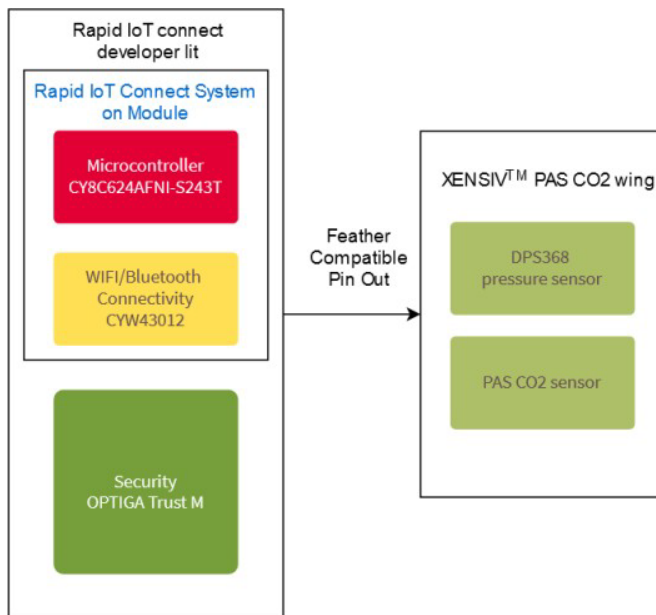 Rapid IoT connect
developer lit
Rapid IoT Connect System
on Module
Microcontroller
CY8C624AFNI-S243T
WIFI/Bluetooth
Connectivity
CYW43012
Security
OPTIGA Trust M
Feather
Compatible
Pin Out
XENSIV™ PAS CO2 wing
DPS368
pressure sensor
PAS CO2 sensor